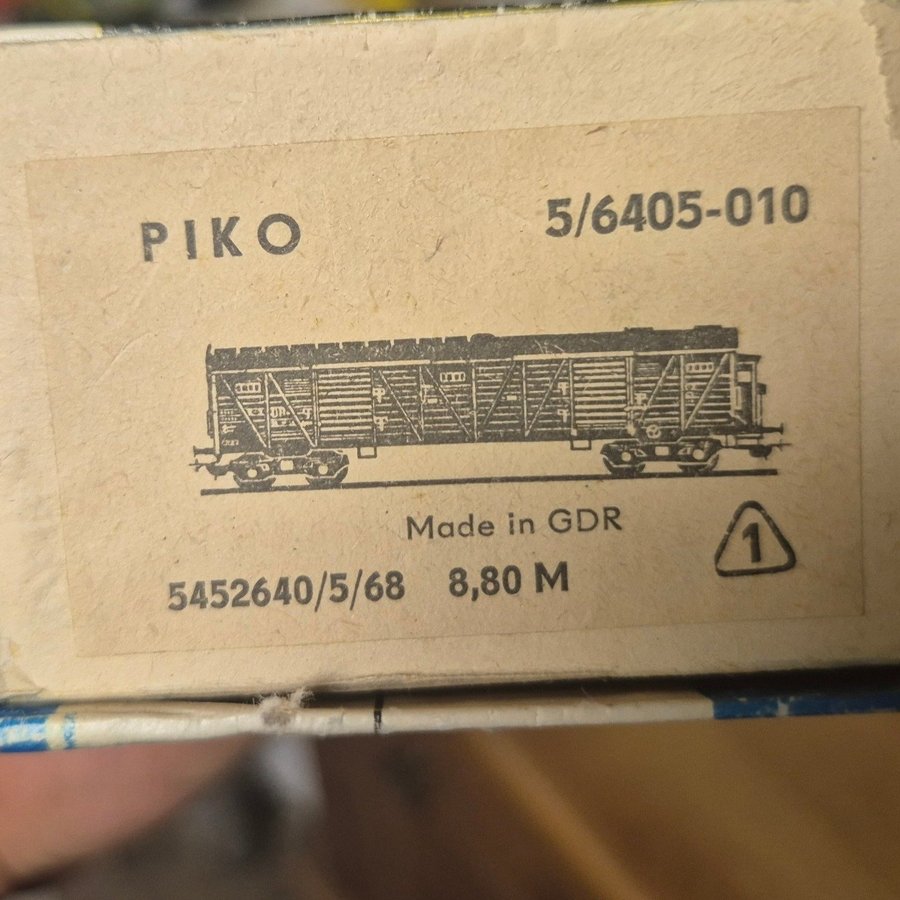 PIKO 5/6405-010
Made in GDR
1
5452640/5/68 8,80 M